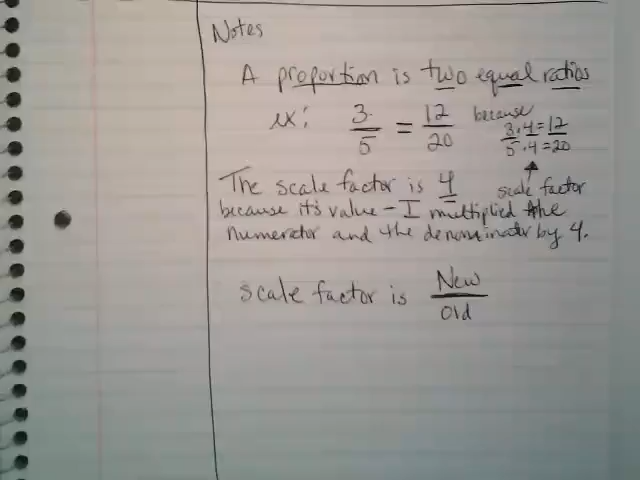 Notes
A proportion is two equal ratios
ex: 3/5 = 12/20 because 3·4=12
5·4=20
The scale factor is 4 scale factor
because its value - I multiplied the
numerator and the denominator by 4.
scale factor is New/old